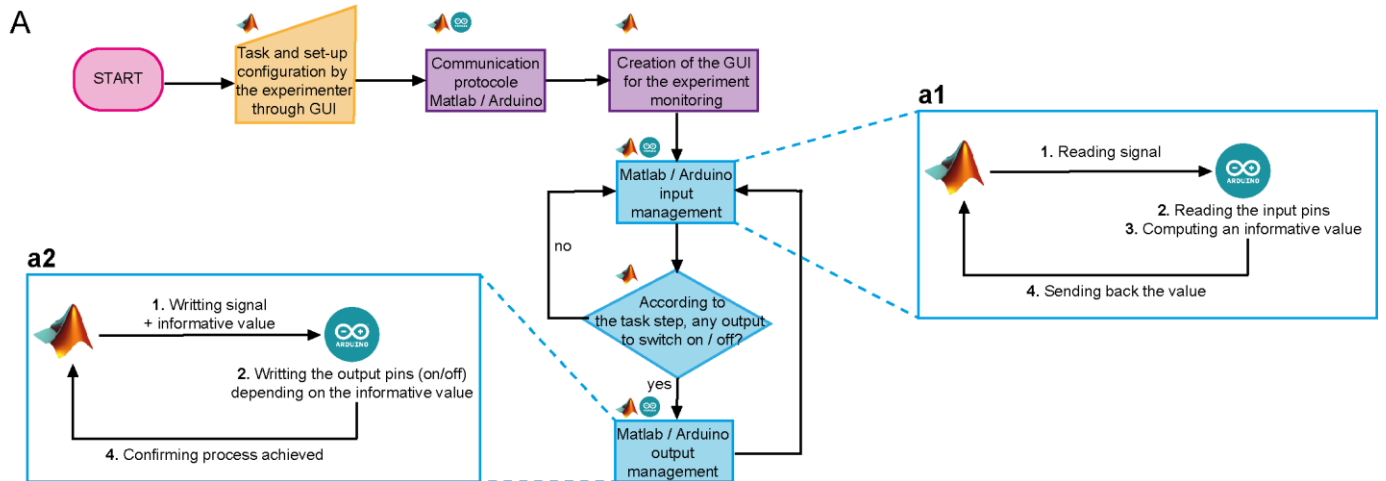 A
START
Task and set-up
configuration by
the experimenter
through GUI
Communication
protocole
Matlab / Arduino
Creation of the GUI
for the experiment
monitoring
a1
1. Reading signal
ARDUINO
2. Reading the input pins
3. Computing an informative value
4. Sending back the value
Matlab / Arduino
input
management
no
According to
the task step, any output
to switch on / off?
yes
Matlab / Arduino
output
management
a2
1. Writting signal
+ informative value
ARDUINO
2. Writting the output pins (on/off)
depending on the informative value
4. Confirming process achieved